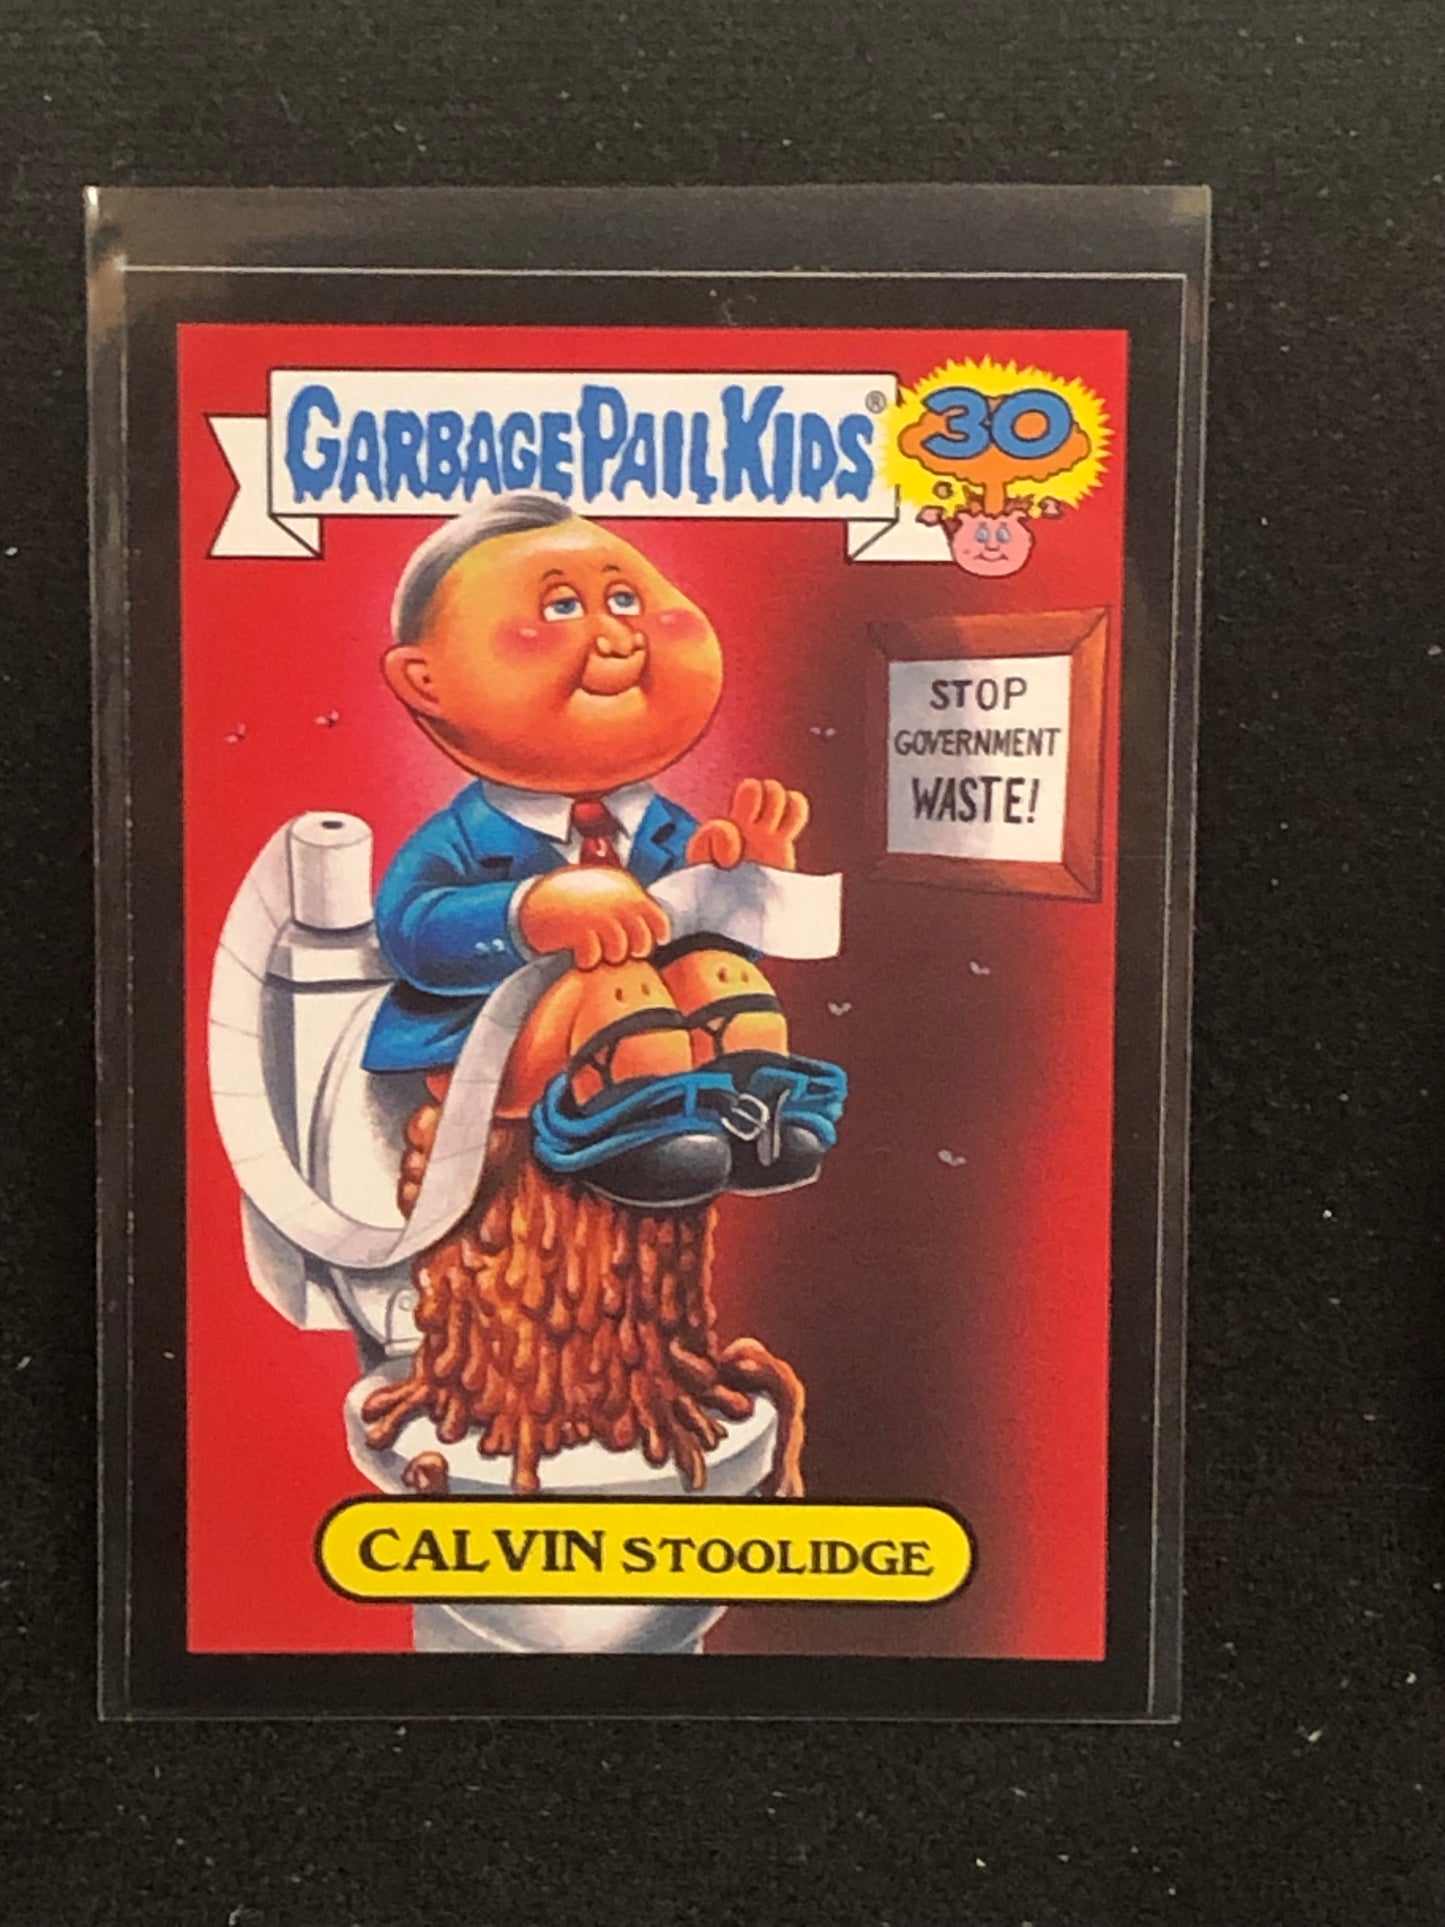 GARBAGE PAIL KIDS®
30
STOP
GOVERNMENT
WASTE!
CALVIN STOOLIDGE